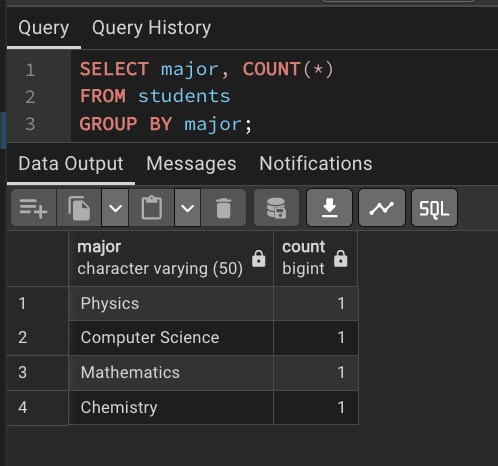 Query Query History
1 SELECT major, COUNT(*)
2 FROM students
3 GROUP BY major;
Data Output Messages Notifications
SQL
major count
character varying (50) bigint
1 Physics 1
2 Computer Science 1
3 Mathematics 1
4 Chemistry 1